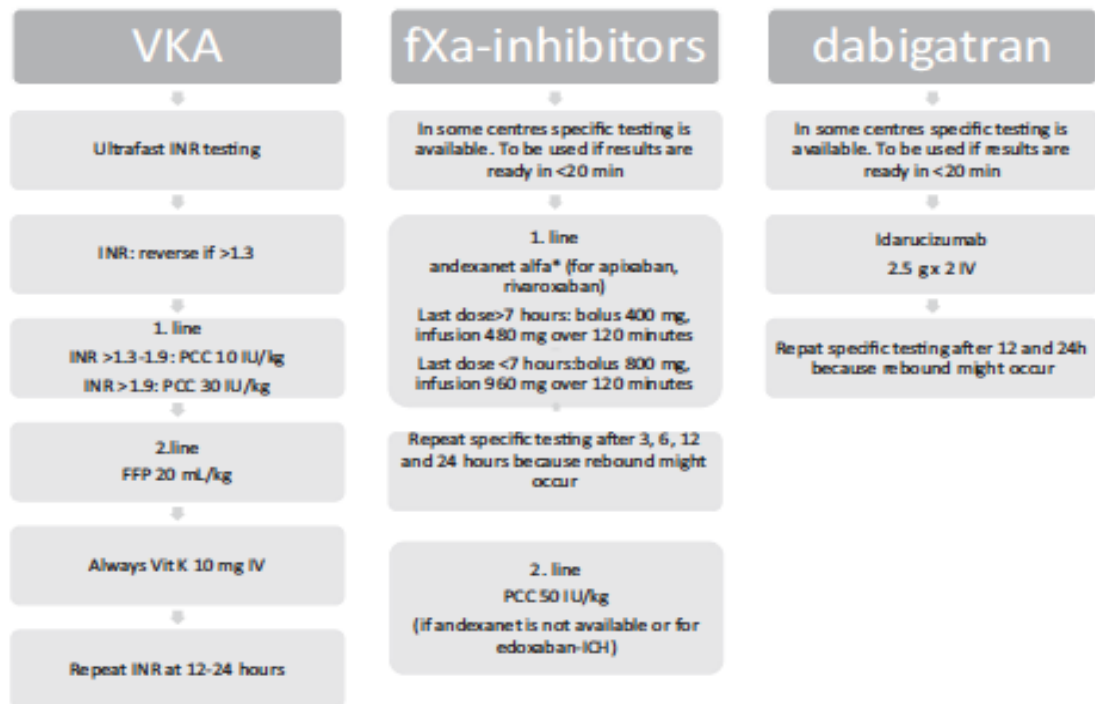 VKA
Ultrafast INR testing
INR: reverse if >1.3
1. line
INR >1.3-1.9: PCC 10 IU/kg
INR >1.9: PCC 30 IU/kg
2.line
FFP 20 mL/kg
Always Vit K 10 mg IV
Repeat INR at 12-24 hours
fXa-inhibitors
In some centres specific testing is
available. To be used if results are
ready in <20 min
1. line
andexanet alfa* (for apixaban,
rivaroxaban)
Last dose>7 hours: bolus 400 mg,
infusion 480 mg over 120 minutes
Last dose <7 hours:bolus 800 mg,
infusion 960 mg over 120 minutes
Repeat specific testing after 3, 6, 12
and 24 hours because rebound might
occur
2. line
PCC 50 IU/kg
(if andexanet is not available or for
edoxaban-ICH)
dabigatran
In some centres specific testing is
available. To be used if results are
ready in <20 min
Idarucizumab
2.5 g x 2 IV
Repat specific testing after 12 and 24h
because rebound might occur